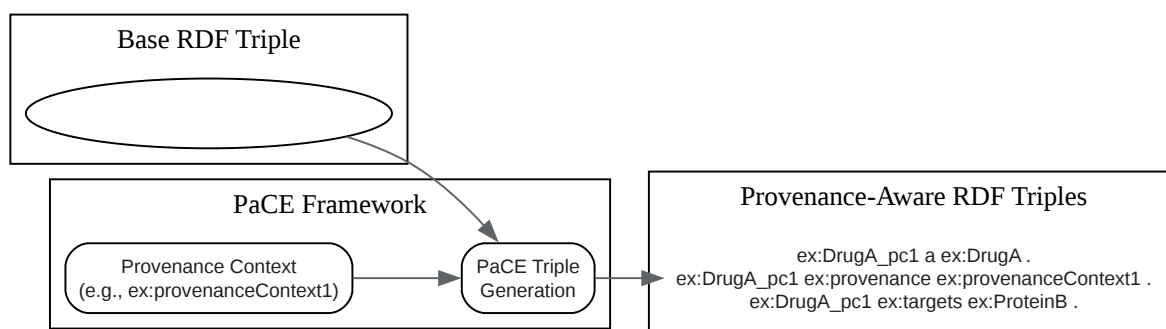 Base RDF Triple
PaCE Framework
Provenance Context
(e.g., ex:provenanceContext1)
PaCE Triple
Generation
Provenance-Aware RDF Triples
ex:DrugA_pc1 a ex:DrugA .
ex:DrugA_pc1 ex:provenance ex:provenanceContext1 .
ex:DrugA_pc1 ex:targets ex:ProteinB .